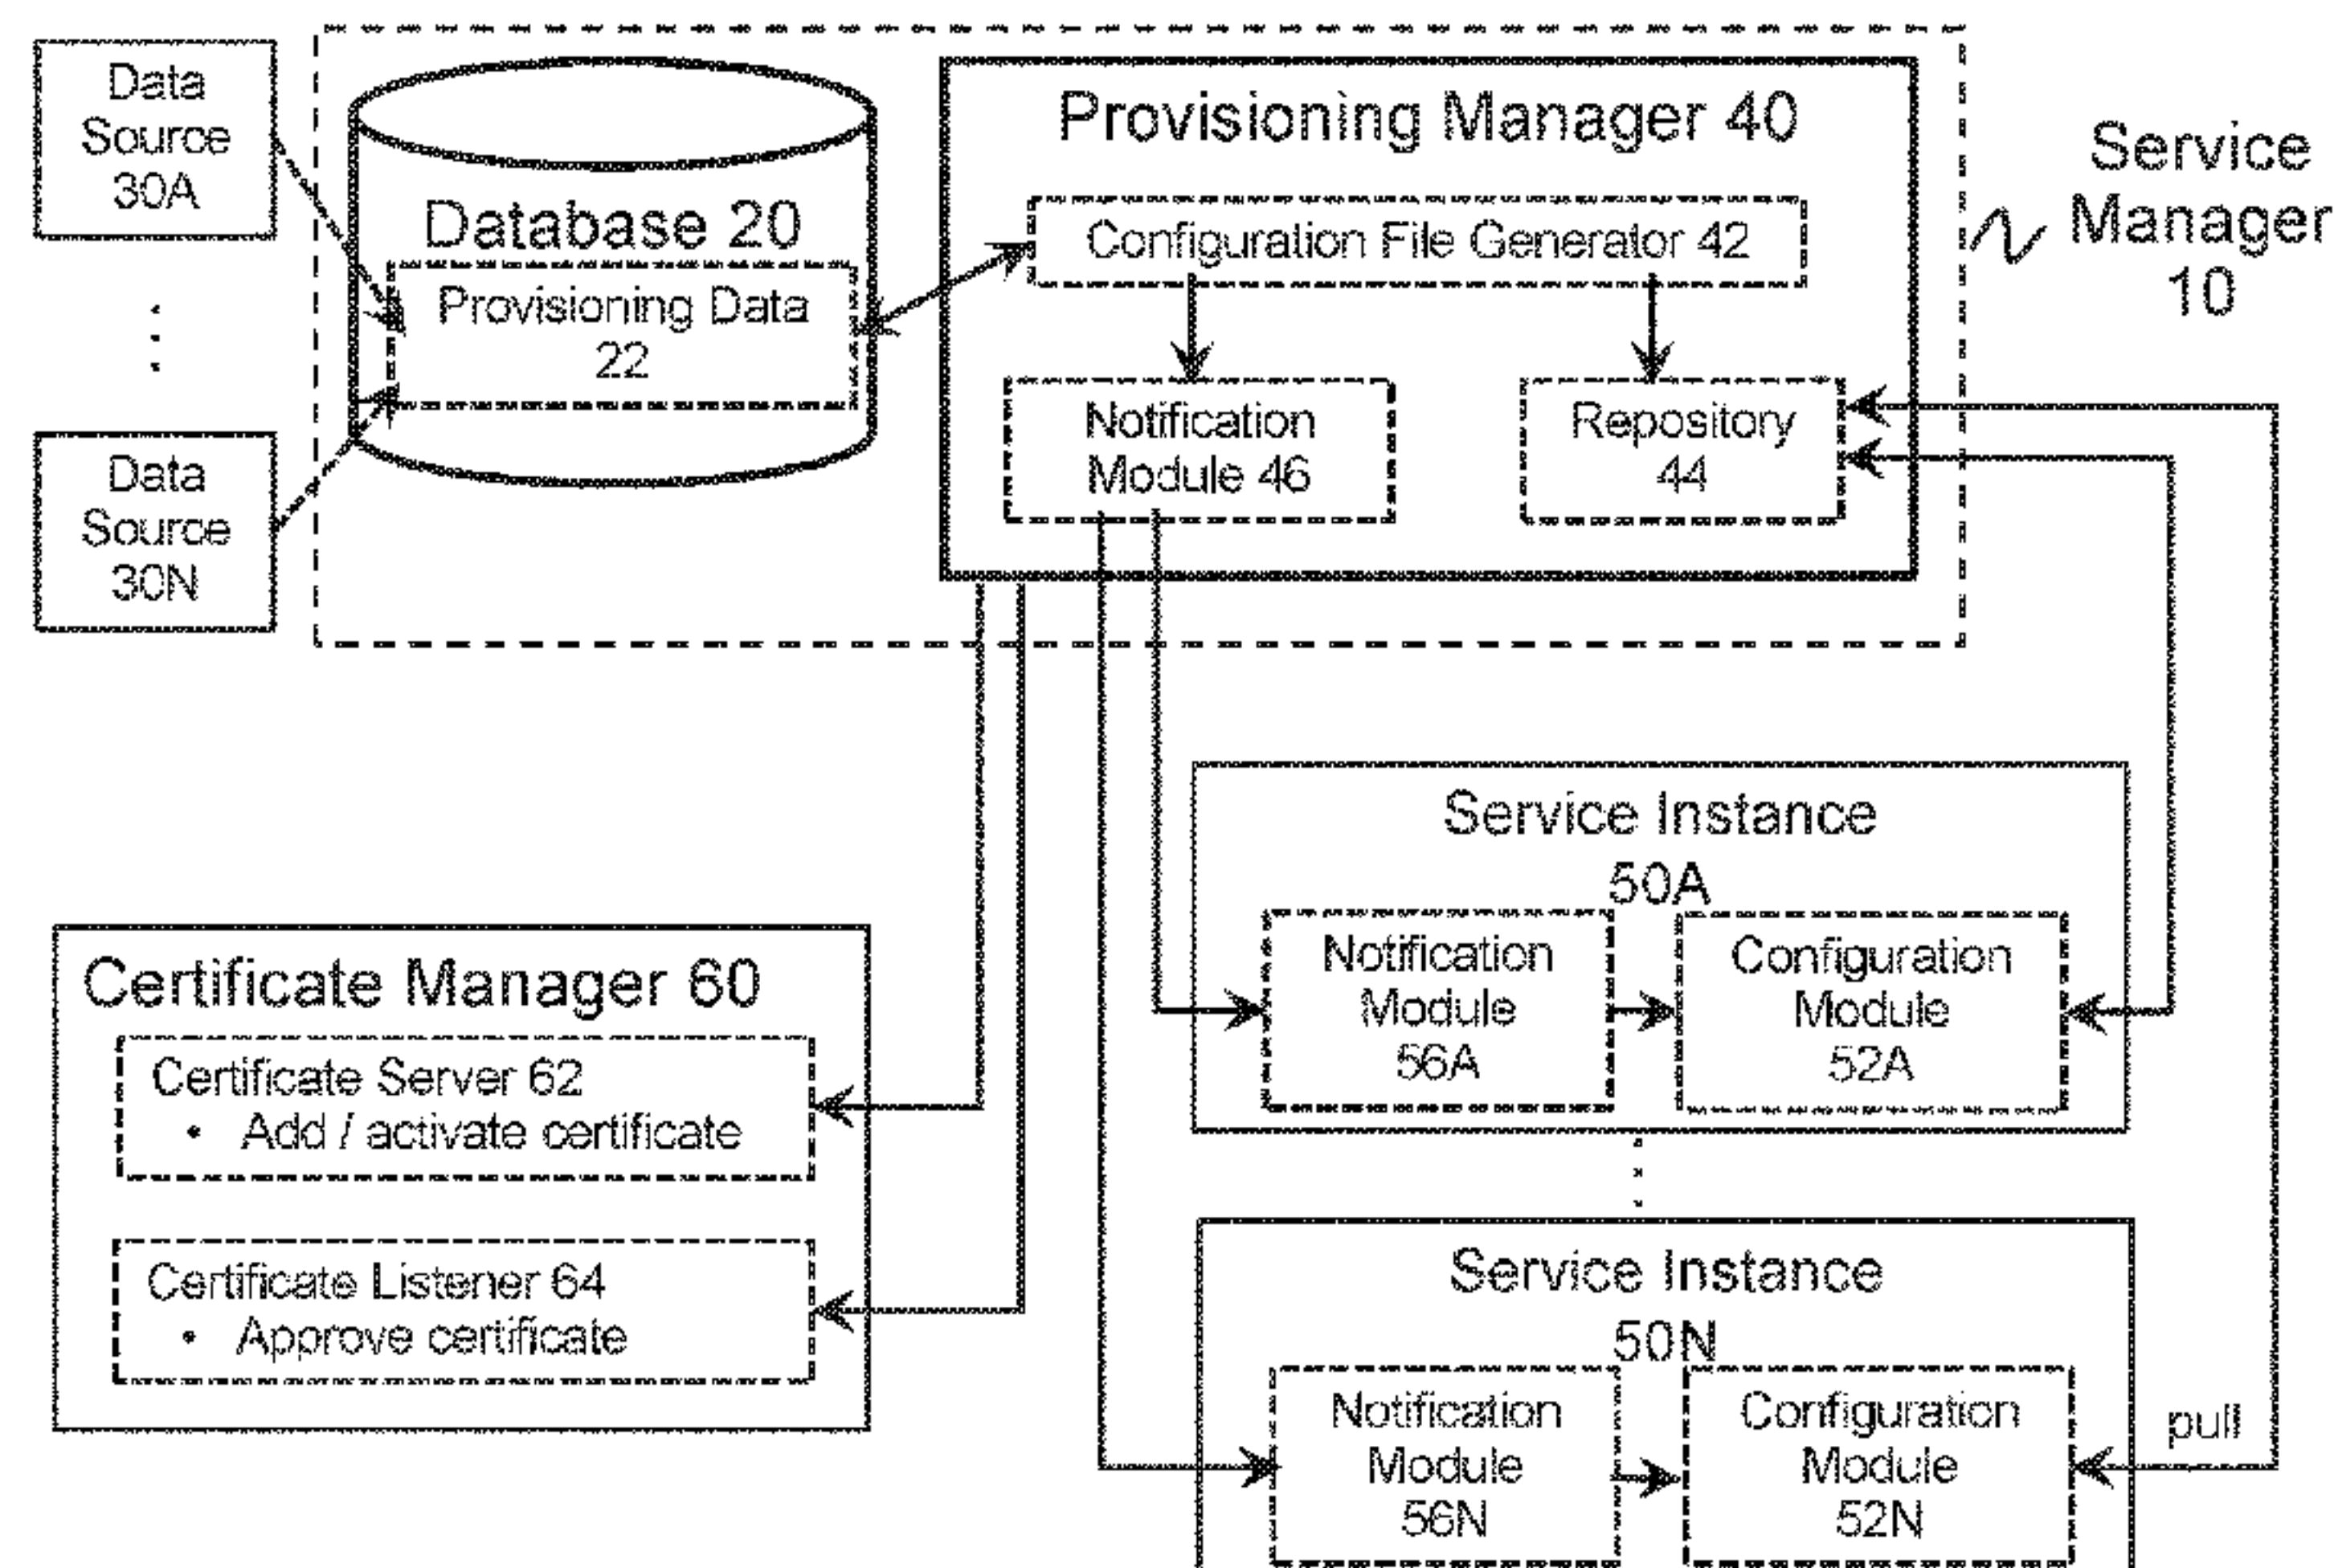 Data
Source
30A
Data
Source
30N
Database 20
Provisioning Data
22
Provisioning Manager 40
Configuration File Generator 42
Notification
Module 46
Repository
44
Service
Manager
10
Certificate Manager 60
Certificate Server 62
• Add / activate certificate
Certificate Listener 64
• Approve certificate
Service Instance
50A
Notification
Module
56A
Configuration
Module
52A
Service Instance
50N
Notification
Module
56N
Configuration
Module
52N
pull